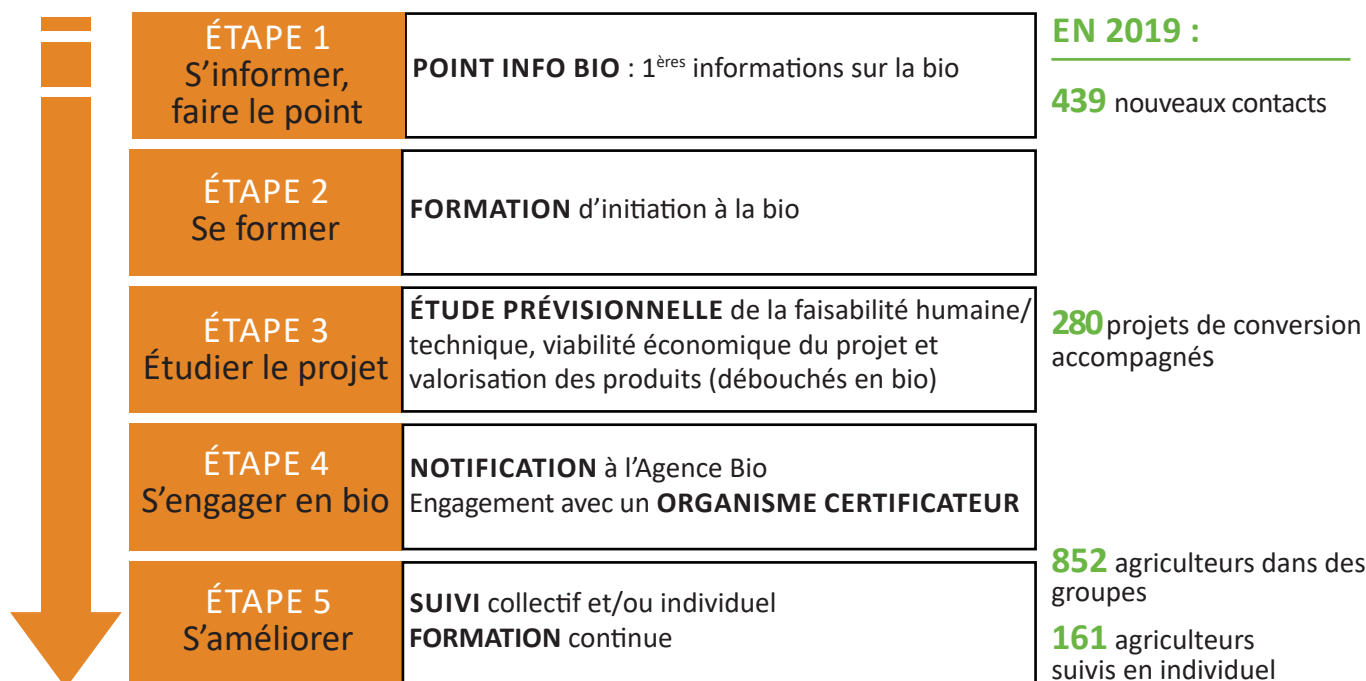 ÉTAPE 1
S’informer,
faire le point
POINT INFO BIO : 1ères informations sur la bio
EN 2019 :
439 nouveaux contacts
ÉTAPE 2
Se former
FORMATION d’initiation à la bio
ÉTAPE 3
Étudier le projet
ÉTUDE PRÉVISIONNELLE de la faisabilité humaine/
technique, viabilité économique du projet et
valorisation des produits (débouchés en bio)
280 projets de conversion
accompagnés
ÉTAPE 4
S’engager en bio
NOTIFICATION à l’Agence Bio
Engagement avec un ORGANISME CERTIFICATEUR
ÉTAPE 5
S’améliorer
SUIVI collectif et/ou individuel
FORMATION continue
852 agriculteurs dans des
groupes
161 agriculteurs
suivis en individuel